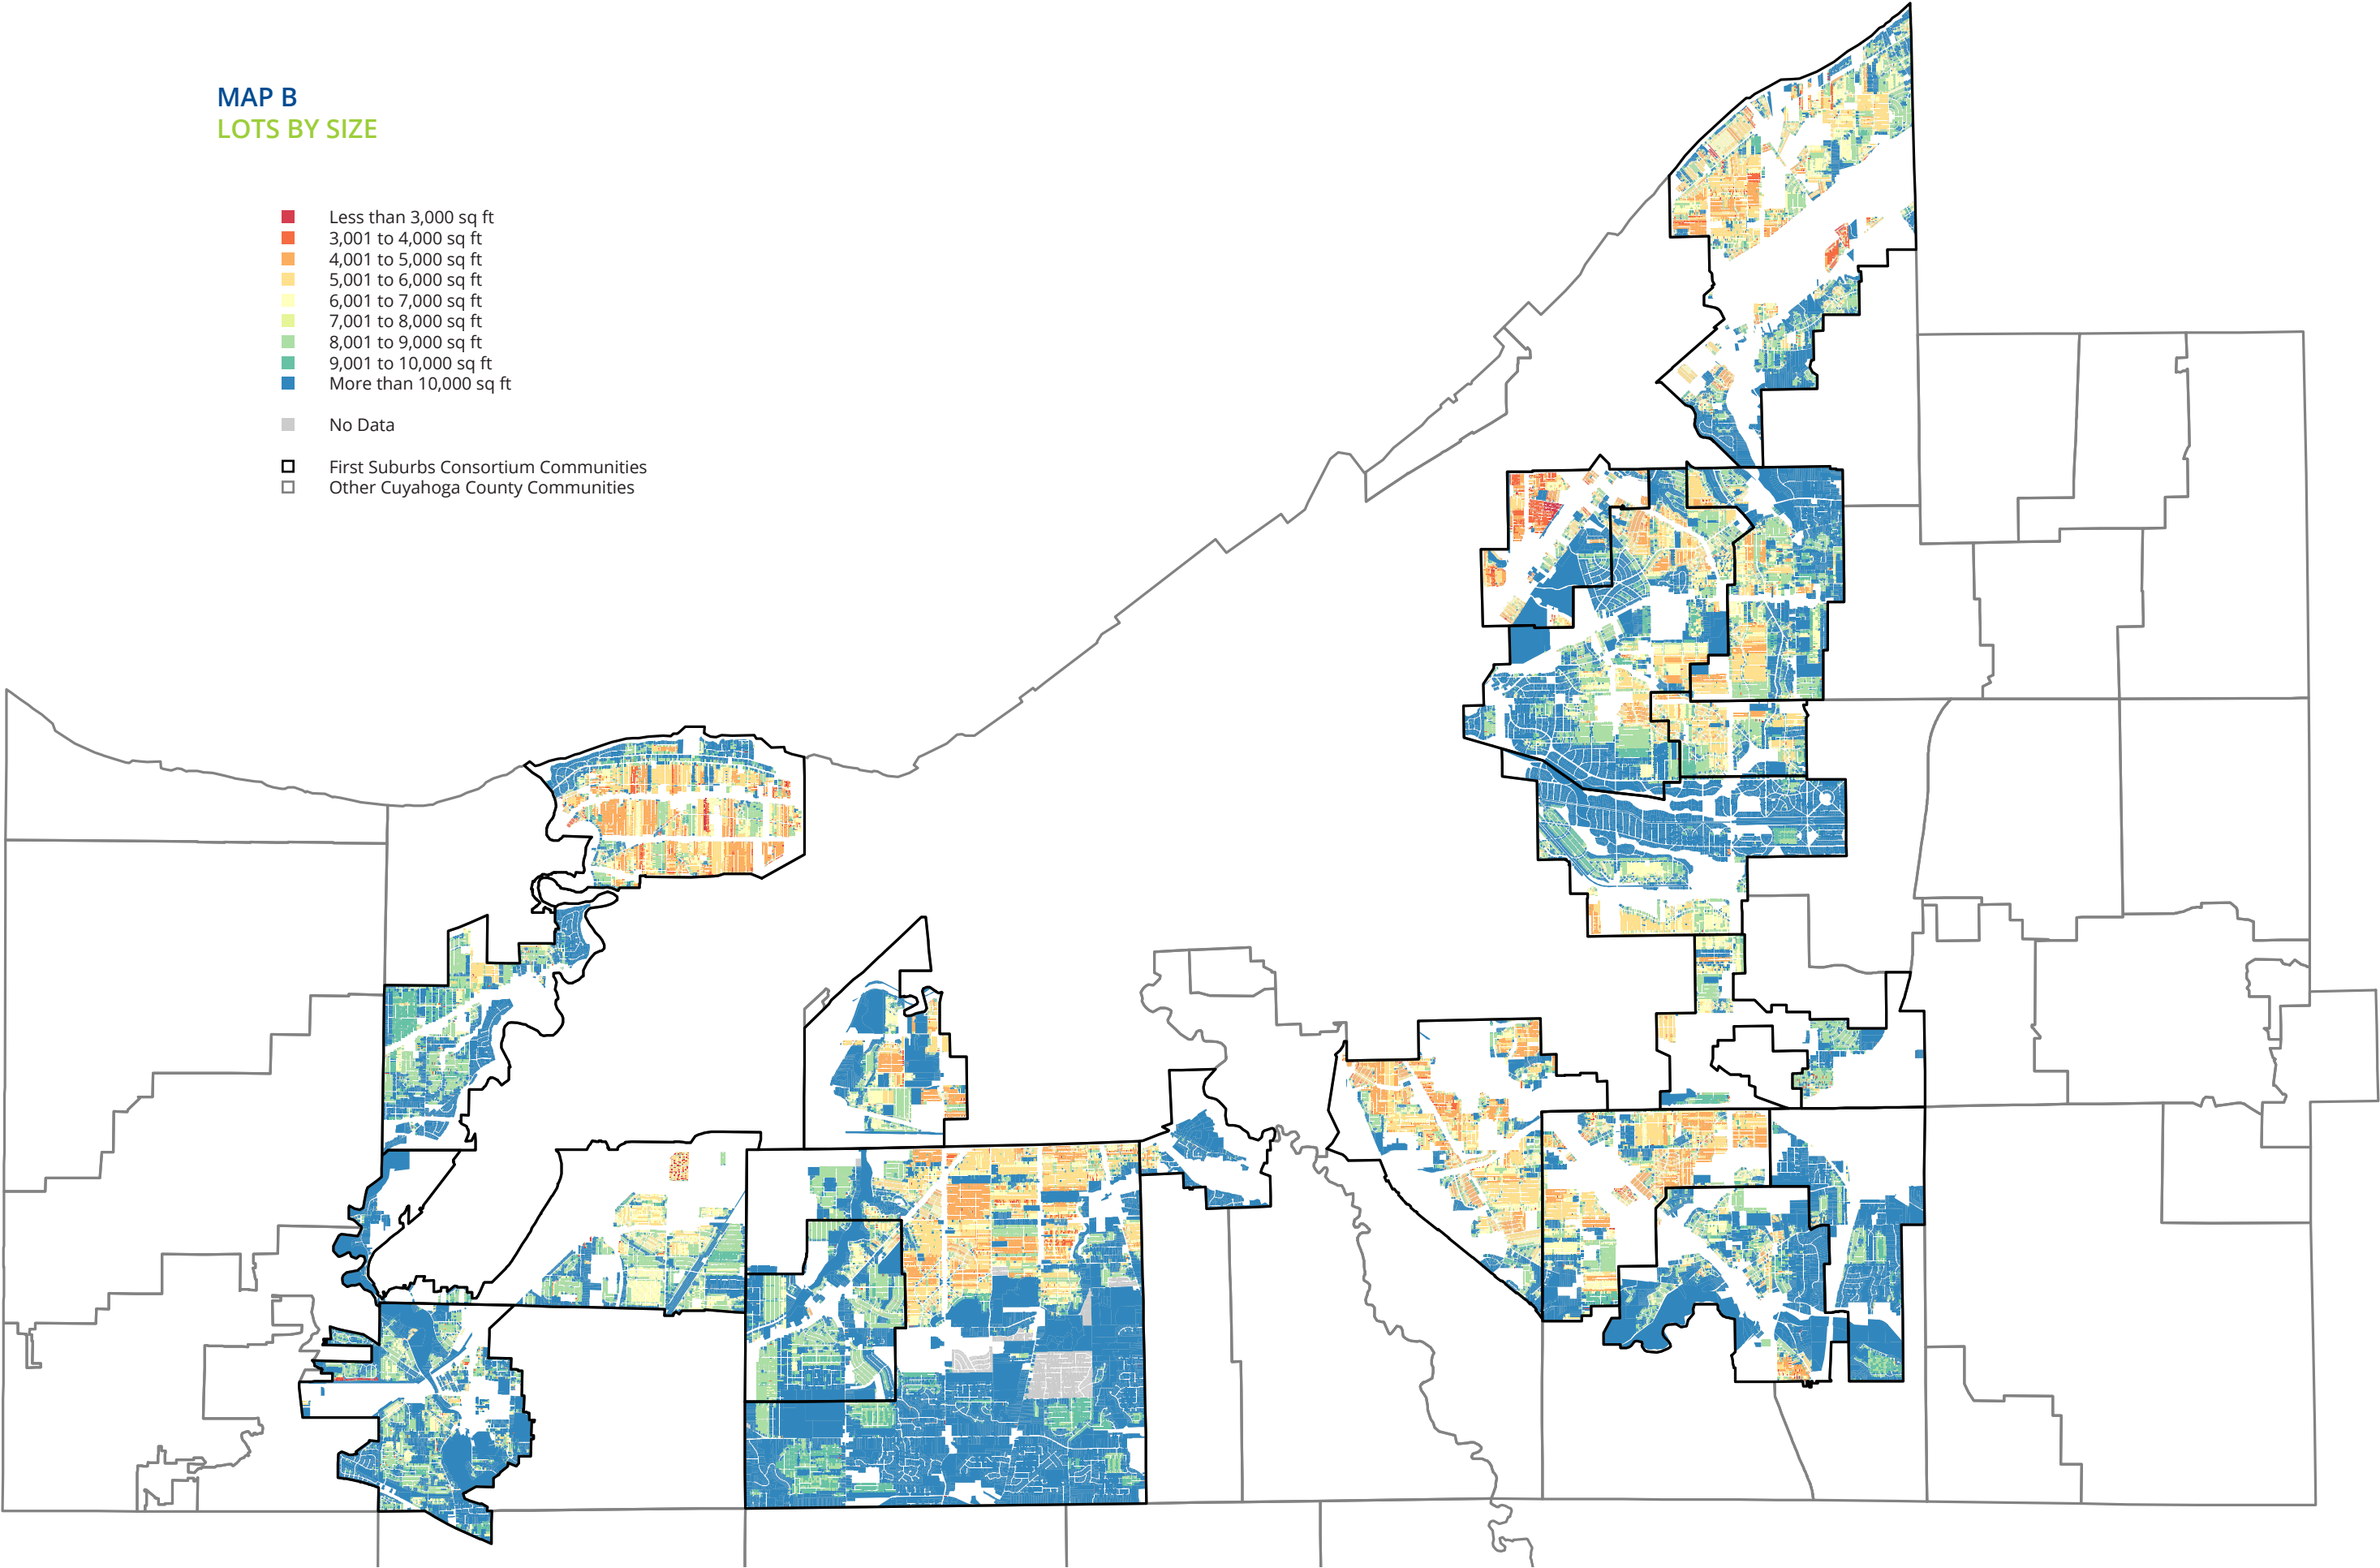 MAP B
LOTS BY SIZE
Less than 3,000 sq ft
3,001 to 4,000 sq ft
4,001 to 5,000 sq ft
5,001 to 6,000 sq ft
6,001 to 7,000 sq ft
7,001 to 8,000 sq ft
8,001 to 9,000 sq ft
9,001 to 10,000 sq ft
More than 10,000 sq ft
No Data
First Suburbs Consortium Communities
Other Cuyahoga County Communities